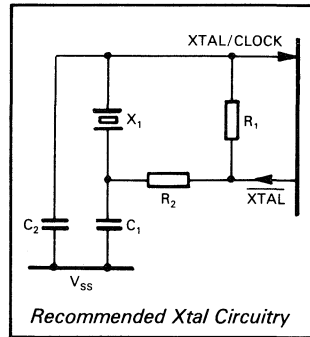 XTAL/CLOCK
X1
R1
R2
XTAL
C2
C1
VSS
Recommended Xtal Circuitry